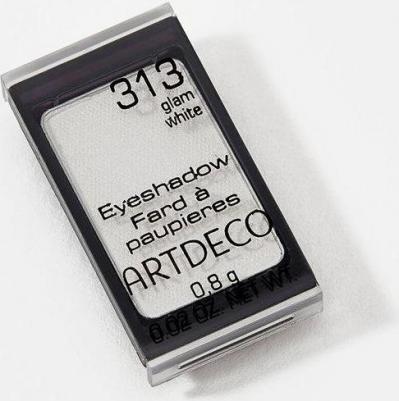 313
glam
white
Eyeshadow
Fard à
paupieres
ARTDECO
0,8 g
0.02 OZ. NET WT.